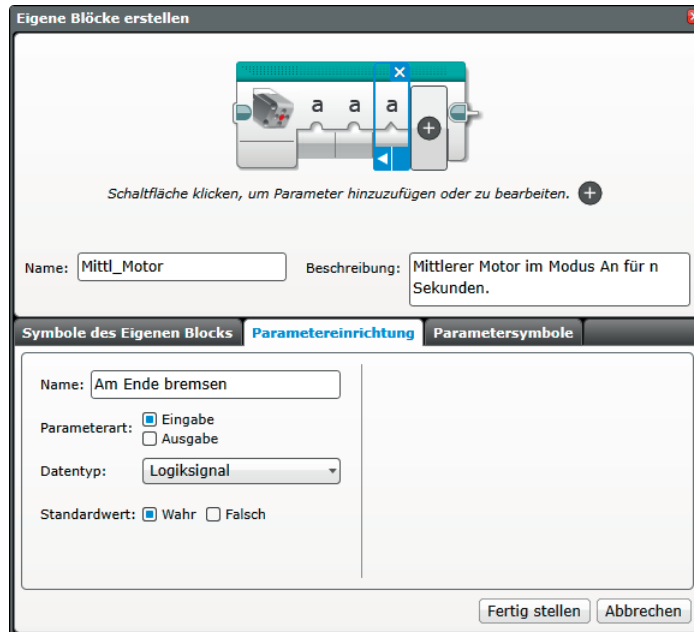 Eigene Blöcke erstellen
a a a
Schaltfläche klicken, um Parameter hinzuzufügen oder zu bearbeiten.
Name: Mittl_Motor
Beschreibung: Mittlerer Motor im Modus An für n
Sekunden.
Symbole des Eigenen Blocks Parametereinrichtung Parametersymbole
Name: Am Ende bremsen
Parameterart: Eingabe
Ausgabe
Datentyp: Logiksignal
Standardwert: Wahr Falsch
Fertig stellen Abbrechen